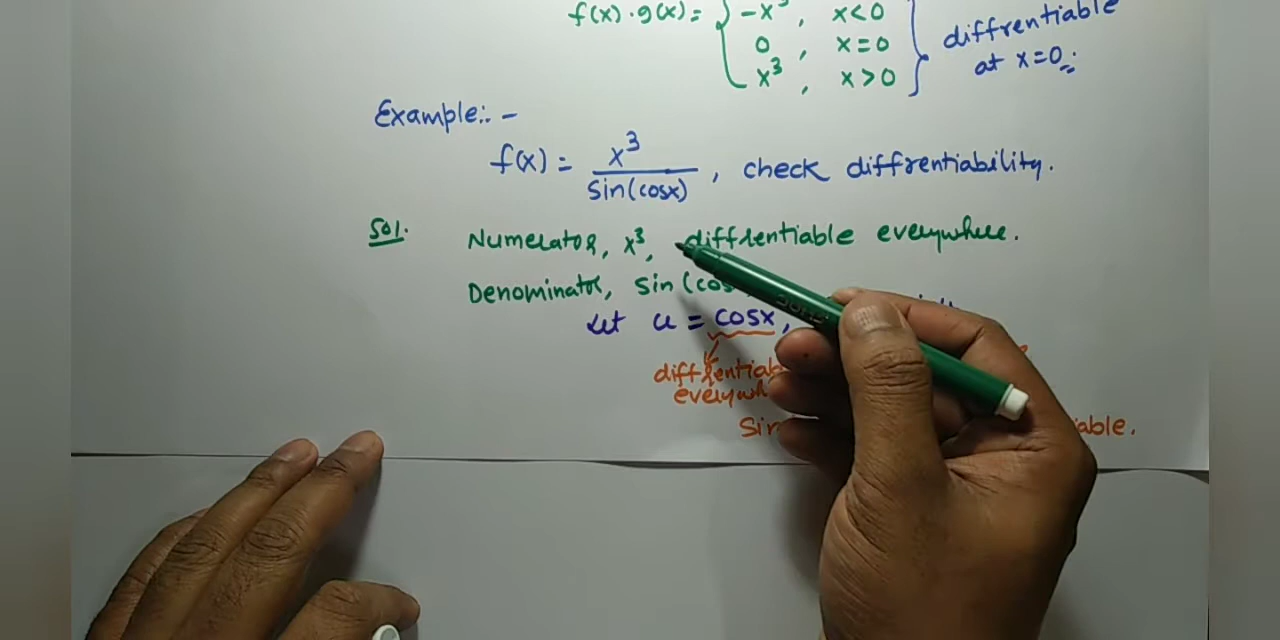 f(x)·g(x) = { -x³, x<0
0, x=0
x³, x>0 }
diffrentiable
at x=0
Example:-
f(x) = x³ / sin(cosx), check diffrentiability.
Sol. Numerator, x³, diffrentiable everywhere.
Denominator, sin(cos
Let u = cosx,
diffrentiab
everywh
Sin able.